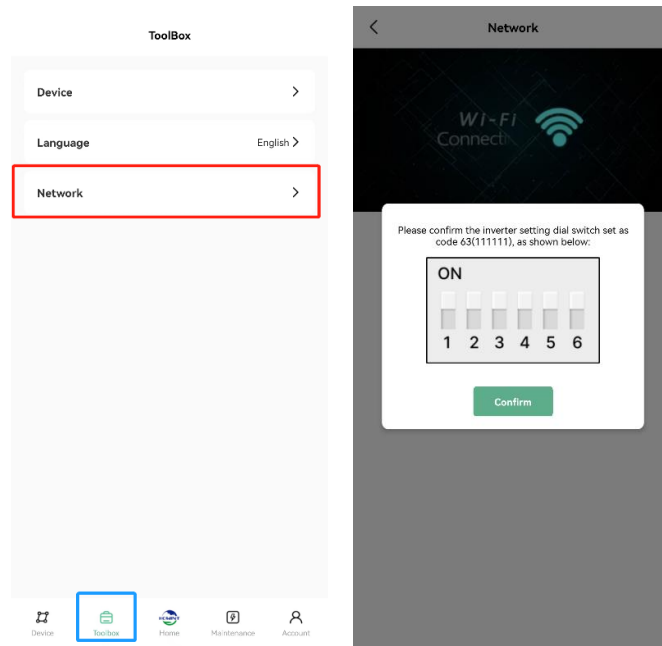 ToolBox
Device
Language
English
Network
Device
Toolbox
Home
Maintenance
Account
Network
Wi-Fi
Connecti
Please confirm the inverter setting dial switch set as
code 63(111111), as shown below:
ON
1 2 3 4 5 6
Confirm